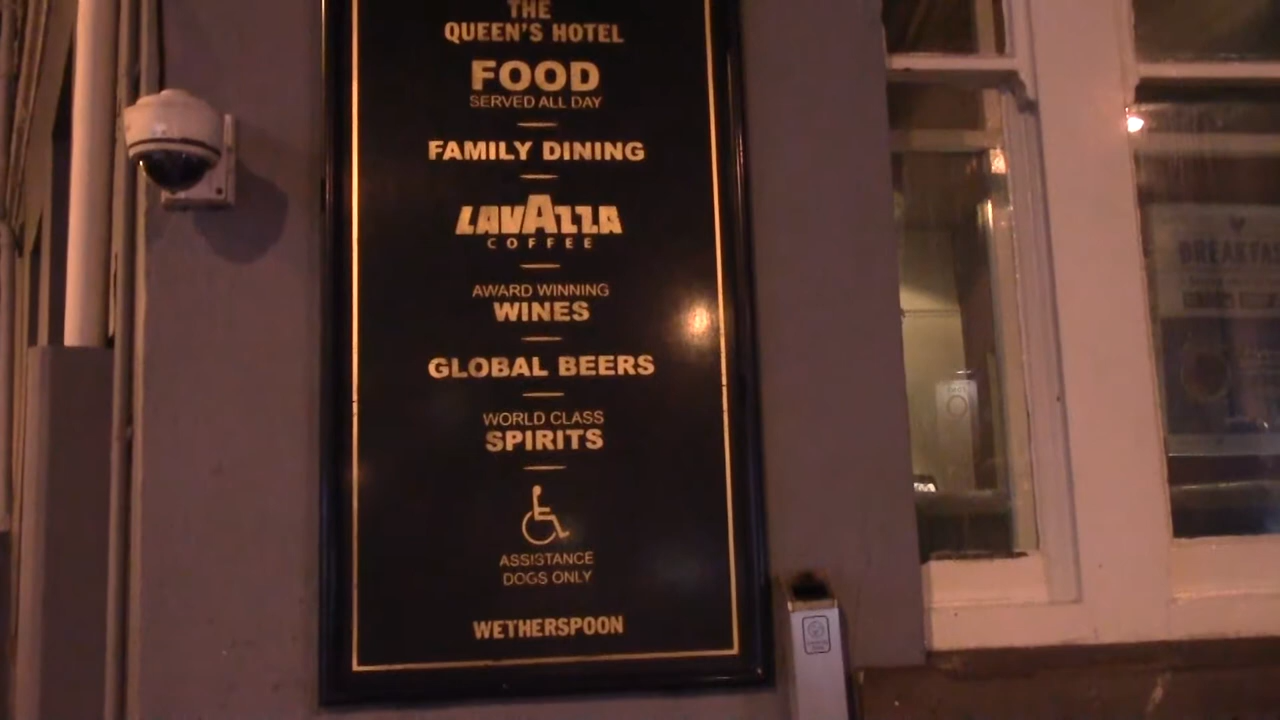 THE
QUEEN'S HOTEL
FOOD
SERVED ALL DAY
FAMILY DINING
LAVAZZA
COFFEE
AWARD WINNING
WINES
GLOBAL BEERS
WORLD CLASS
SPIRITS
ASSISTANCE
DOGS ONLY
WETHERSPOON